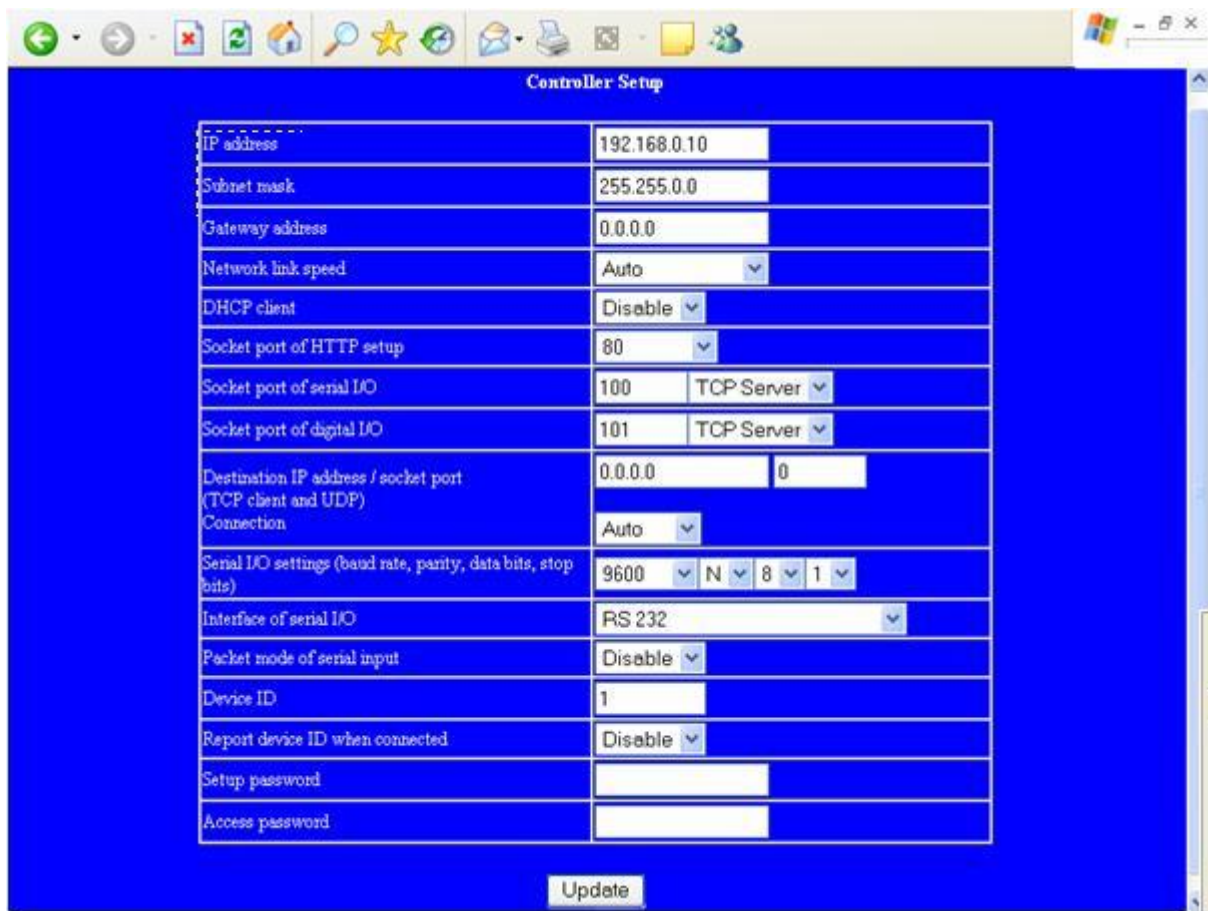 Controller Setup
IP address 192.168.0.10
Subnet mask 255.255.0.0
Gateway address 0.0.0.0
Network link speed Auto
DHCP client Disable
Socket port of HTTP setup 80
Socket port of serial I/O 100 TCP Server
Socket port of digital I/O 101 TCP Server
Destination IP address / socket port 0.0.0.0 0
(TCP client and UDP)
Connection Auto
Serial I/O settings (baud rate, parity, data bits, stop
bits) 9600 N 8 1
Interface of serial I/O RS 232
Packet mode of serial input Disable
Device ID 1
Report device ID when connected Disable
Setup password
Access password
Update